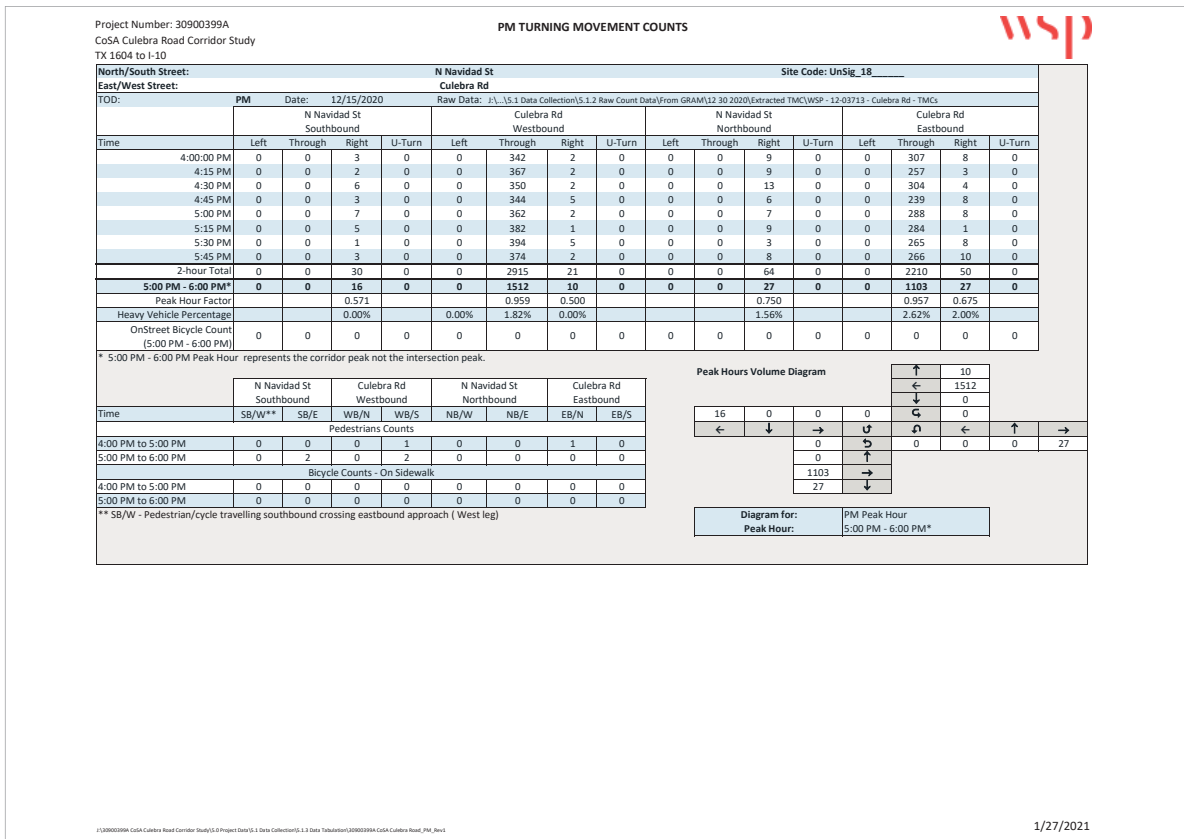 Project Number: 30900399A
PM TURNING MOVEMENT COUNTS
wsp
CoSA Culebra Road Corridor Study
TX 1604 to I-10
North/South Street: N Navidad St Site Code: UnSig_18______
East/West Street: Culebra Rd
TOD: PM Date: 12/15/2020 Raw Data: J:\...\5.1 Data Collection\5.1.2 Raw Count Data\From GRAM\12 30 2020\Extracted TMC\WSP - 12-03713 - Culebra Rd - TMCs
N Navidad St Culebra Rd N Navidad St Culebra Rd
Southbound Westbound Northbound Eastbound
Time Left Through Right U-Turn Left Through Right U-Turn Left Through Right U-Turn Left Through Right U-Turn
4:00:00 PM 0 0 3 0 0 342 2 0 0 0 9 0 0 307 8 0
4:15 PM 0 0 2 0 0 367 2 0 0 0 9 0 0 257 3 0
4:30 PM 0 0 6 0 0 350 2 0 0 0 13 0 0 304 4 0
4:45 PM 0 0 3 0 0 344 5 0 0 0 6 0 0 239 8 0
5:00 PM 0 0 7 0 0 362 2 0 0 0 7 0 0 288 8 0
5:15 PM 0 0 5 0 0 382 1 0 0 0 9 0 0 284 1 0
5:30 PM 0 0 1 0 0 394 5 0 0 0 3 0 0 265 8 0
5:45 PM 0 0 3 0 0 374 2 0 0 0 8 0 0 266 10 0
2-hour Total 0 0 30 0 0 2915 21 0 0 0 64 0 0 2210 50 0
5:00 PM - 6:00 PM* 0 0 16 0 0 1512 10 0 0 0 27 0 0 1103 27 0
Peak Hour Factor 0.571 0.959 0.500 0.750 0.957 0.675
Heavy Vehicle Percentage 0.00% 0.00% 1.82% 0.00% 1.56% 2.62% 2.00%
OnStreet Bicycle Count
(5:00 PM - 6:00 PM) 0 0 0 0 0 0 0 0 0 0 0 0 0 0 0 0
* 5:00 PM - 6:00 PM Peak Hour represents the corridor peak not the intersection peak.
N Navidad St Culebra Rd N Navidad St Culebra Rd
Southbound Westbound Northbound Eastbound
Time SB/W** SB/E WB/N WB/S NB/W NB/E EB/N EB/S
Pedestrians Counts
4:00 PM to 5:00 PM 0 0 0 1 0 0 1 0
5:00 PM to 6:00 PM 0 2 0 2 0 0 0 0
Bicycle Counts - On Sidewalk
4:00 PM to 5:00 PM 0 0 0 0 0 0 0 0
5:00 PM to 6:00 PM 0 0 0 0 0 0 0 0
** SB/W - Pedestrian/cycle travelling southbound crossing eastbound approach ( West leg)
Peak Hours Volume Diagram ↑ 10
← 1512
↓ 0
16 0 0 0 ↰ 0
← ↓ → ↺ ↷ ← ↑ →
0 ↺ 0 0 0 27
0 ↑
1103 →
27 ↓
Diagram for: PM Peak Hour
Peak Hour: 5:00 PM - 6:00 PM*
J:\30900399A CoSA Culebra Road Corridor Study\5.0 Project Data\5.1 Data Collection\5.1.3 Data Tabulation\30900399A CoSA Culebra Road_PM_Rev1
1/27/2021